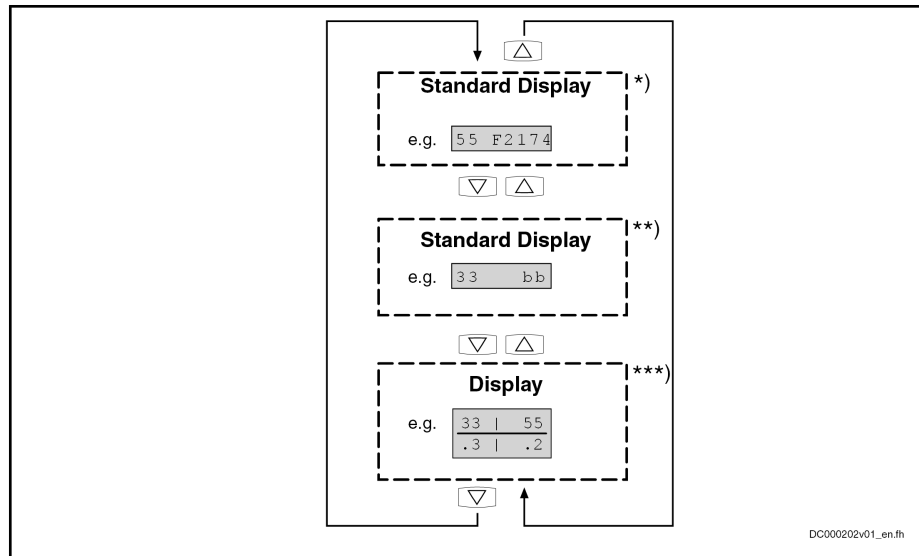 Standard Display *)
e.g. 55 F2174
Standard Display **)
e.g. 33 bb
Display ***)
e.g. 33 | 55
.3 | .2
DC000202v01_en.fh